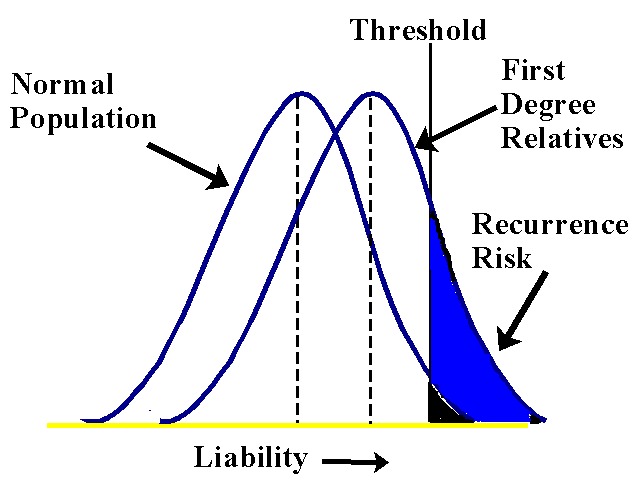 Threshold
Normal
Population
First
Degree
Relatives
Recurrence
Risk
Liability